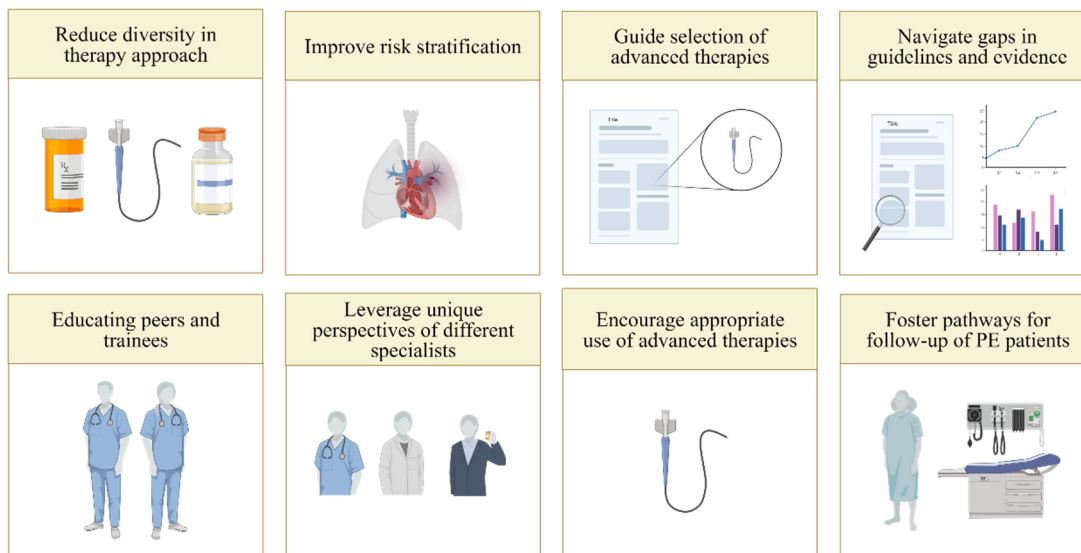 Reduce diversity in
therapy approach
Improve risk stratification
Guide selection of
advanced therapies
Navigate gaps in
guidelines and evidence
Rx
Title
Title
Educating peers and
trainees
Leverage unique
perspectives of different
specialists
Encourage appropriate
use of advanced therapies
Foster pathways for
follow-up of PE patients